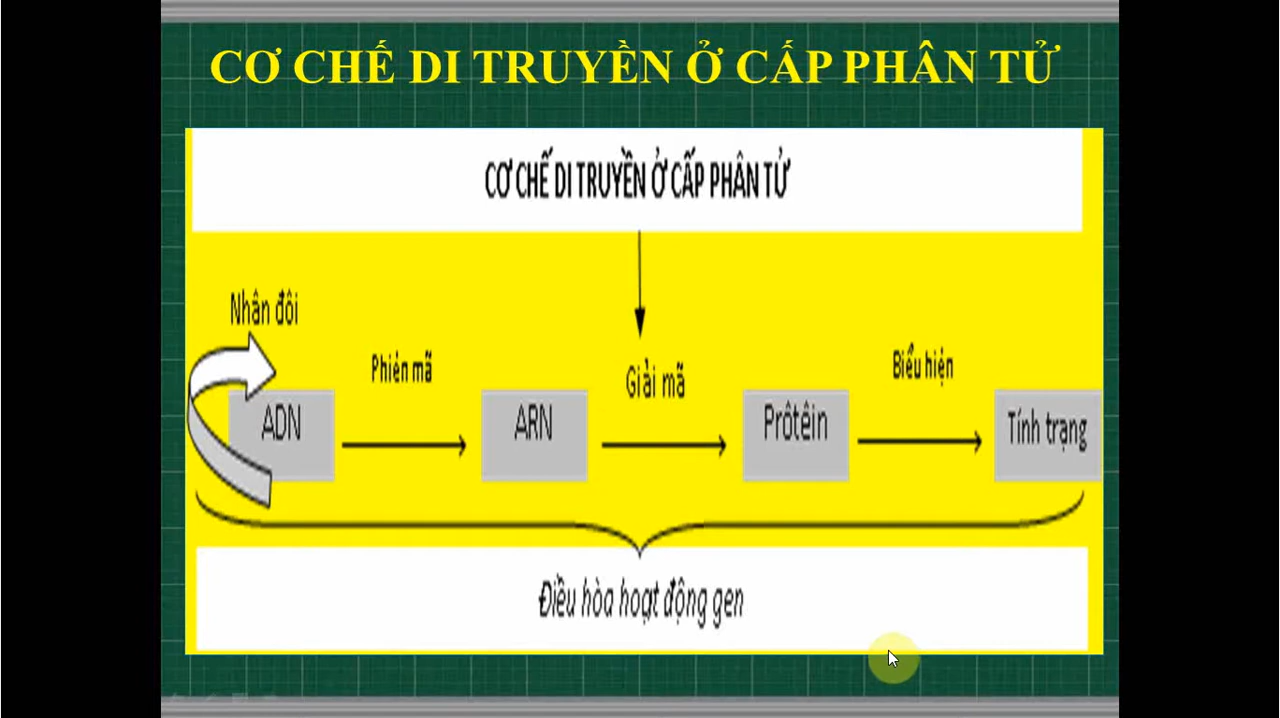 CƠ CHẾ DI TRUYỀN Ở CẤP PHÂN TỬ
CƠ CHẾ DI TRUYỀN Ở CẤP PHÂN TỬ
Nhân đôi
Phiên mã
Giải mã
Biểu hiện
ADN
ARN
Prôtêin
Tính trạng
Điều hòa hoạt động gen